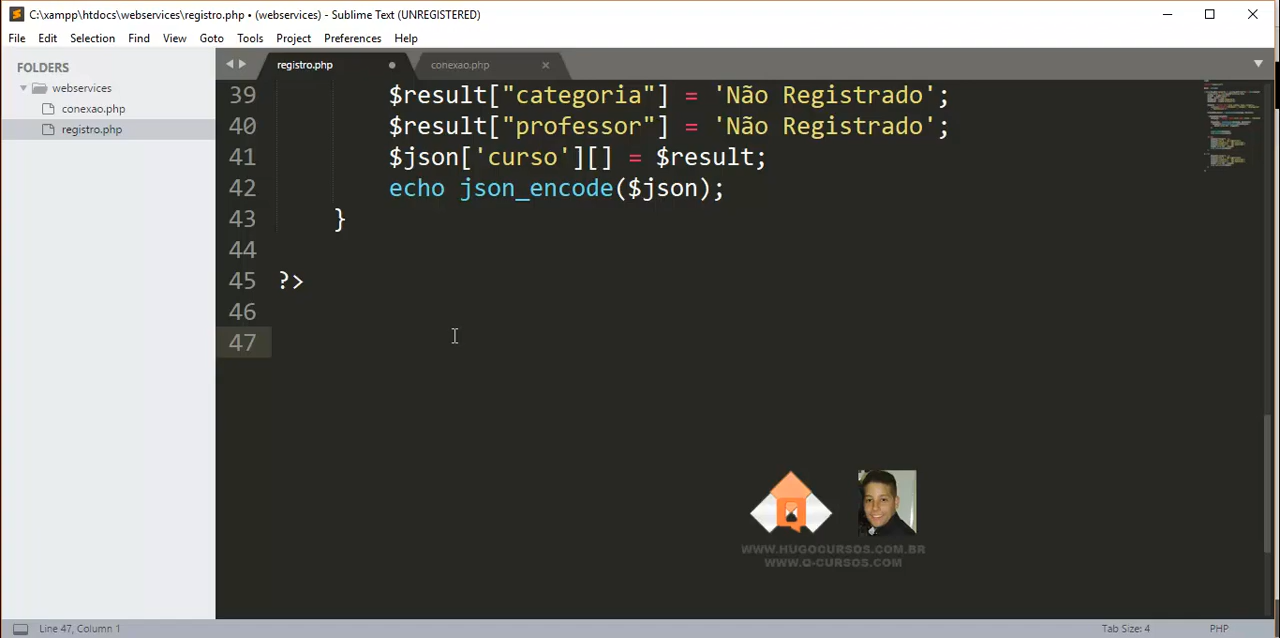 C:\xampp\htdocs\webservices\registro.php • (webservices) - Sublime Text (UNREGISTERED)
File Edit Selection Find View Goto Tools Project Preferences Help
FOLDERS
webservices
conexao.php
registro.php
registro.php conexao.php
39 $result["categoria"] = 'Não Registrado';
40 $result["professor"] = 'Não Registrado';
41 $json['curso'][] = $result;
42 echo json_encode($json);
43 }
44
45 ?>
46
47
WWW.HUGOCURSOS.COM.BR
WWW.Q-CURSOS.COM
Line 47, Column 1 Tab Size: 4 PHP